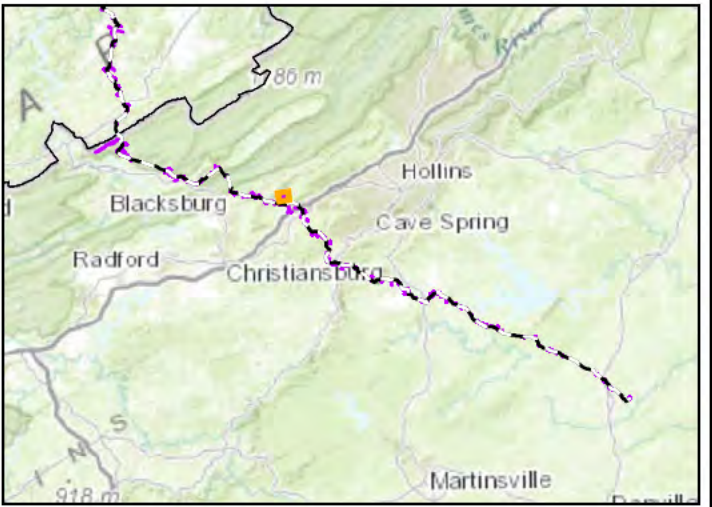 A
86 m
A
Hollins
Blacksburg
Cave Spring
Radford
Christiansburg
I N S
Martinsville
918 m